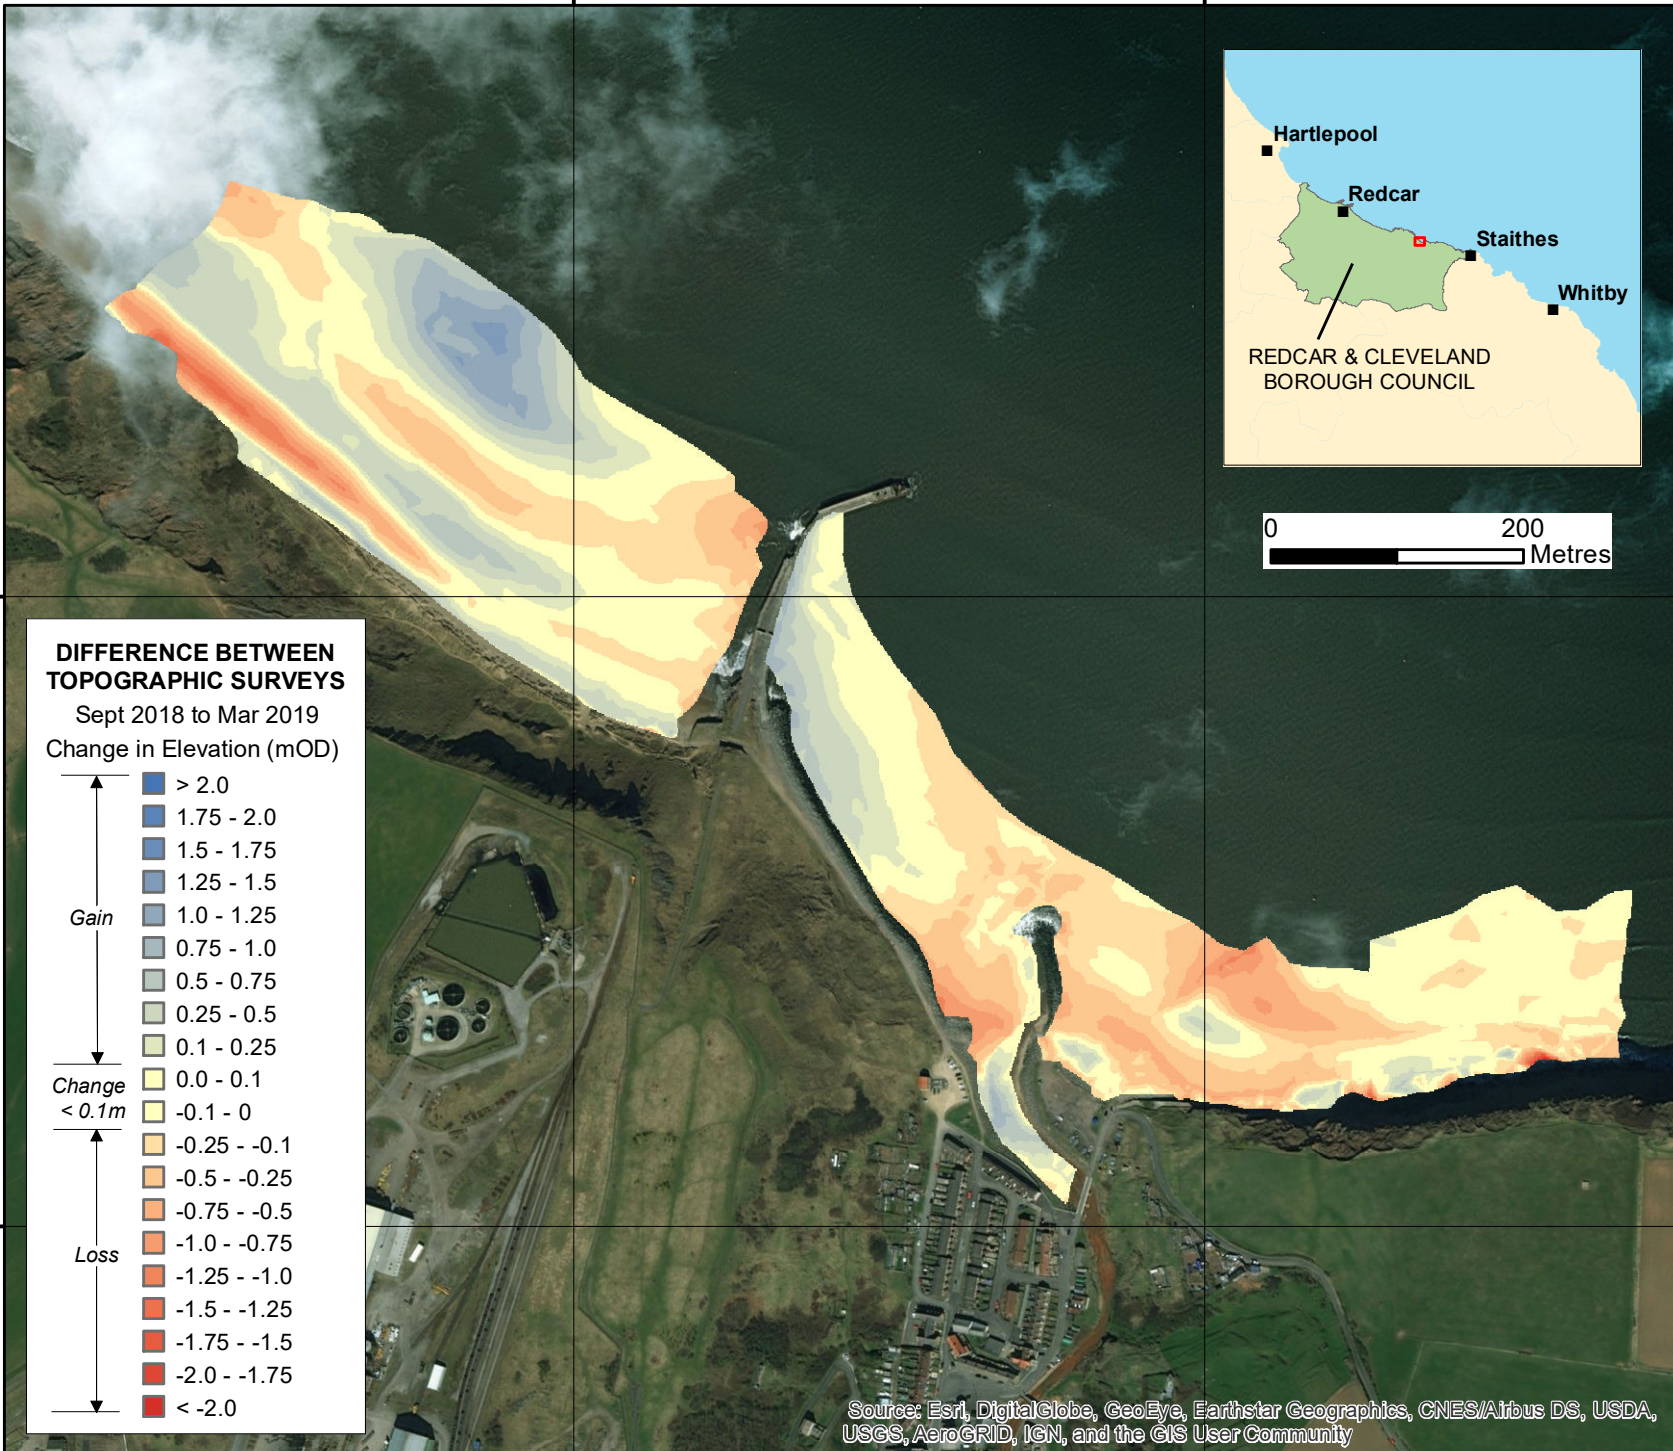 Hartlepool
Redcar
Staithes
Whitby
REDCAR & CLEVELAND
BOROUGH COUNCIL
0 200
Metres
DIFFERENCE BETWEEN
TOPOGRAPHIC SURVEYS
Sept 2018 to Mar 2019
Change in Elevation (mOD)
> 2.0
1.75 - 2.0
1.5 - 1.75
1.25 - 1.5
Gain
1.0 - 1.25
0.75 - 1.0
0.5 - 0.75
0.25 - 0.5
0.1 - 0.25
Change
< 0.1m
0.0 - 0.1
-0.1 - 0
-0.25 - -0.1
-0.5 - -0.25
-0.75 - -0.5
Loss
-1.0 - -0.75
-1.25 - -1.0
-1.5 - -1.25
-1.75 - -1.5
-2.0 - -1.75
< -2.0
Source: Esri, DigitalGlobe, GeoEye, Earthstar Geographics, CNES/Airbus DS, USDA,
USGS, AeroGRID, IGN, and the GIS User Community